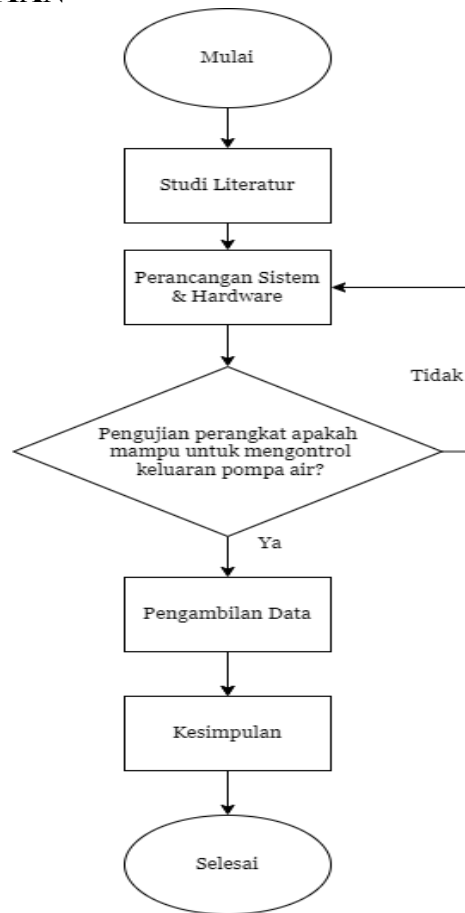 Mulai
Studi Literatur
Perancangan Sistem
& Hardware
Tidak
Pengujian perangkat apakah
mampu untuk mengontrol
keluaran pompa air?
Ya
Pengambilan Data
Kesimpulan
Selesai